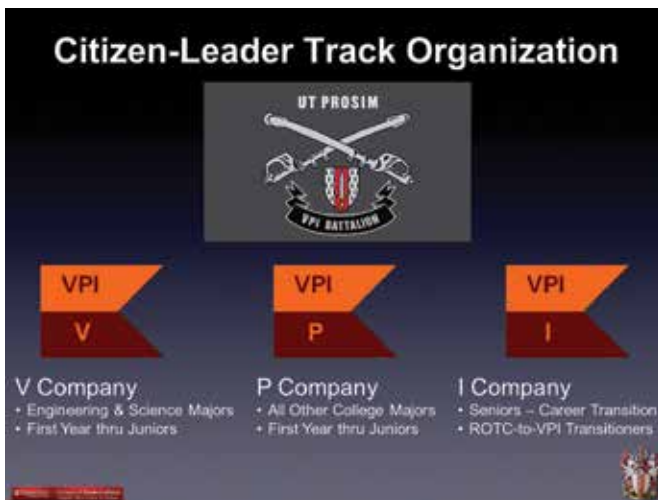 Citizen-Leader Track Organization
UT PROSIM
VPI BATTALION
VPI
V
VPI
P
VPI
I
V Company
• Engineering & Science Majors
• First Year thru Juniors
P Company
• All Other College Majors
• First Year thru Juniors
I Company
• Seniors – Career Transition
• ROTC-to-VPI Transitioners